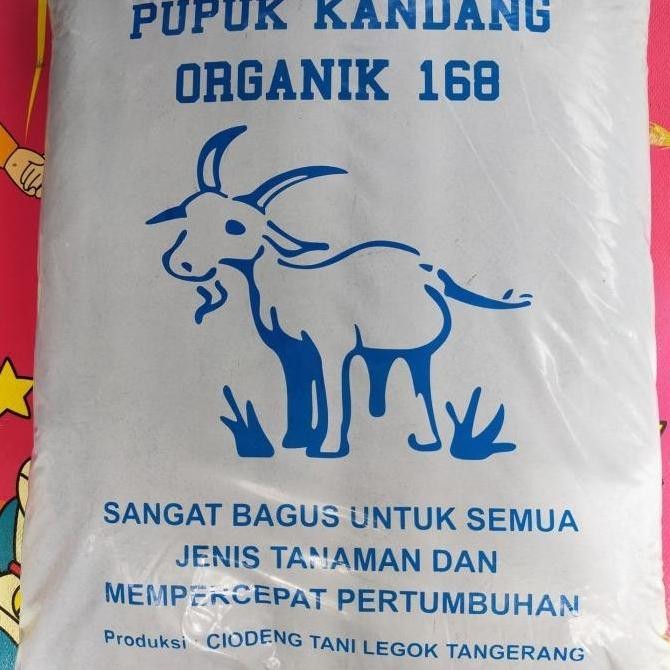 PUPUK KANDANG
ORGANIK 168
SANGAT BAGUS UNTUK SEMUA
JENIS TANAMAN DAN
MEMPERCEPAT PERTUMBUHAN
Produksi : CIODENG TANI LEGOK TANGERANG